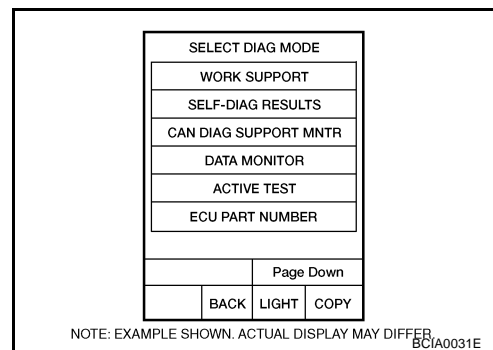 SELECT DIAG MODE
WORK SUPPORT
SELF-DIAG RESULTS
CAN DIAG SUPPORT MNTR
DATA MONITOR
ACTIVE TEST
ECU PART NUMBER
Page Down
BACK LIGHT COPY
NOTE: EXAMPLE SHOWN. ACTUAL DISPLAY MAY DIFFER
BCIA0031E